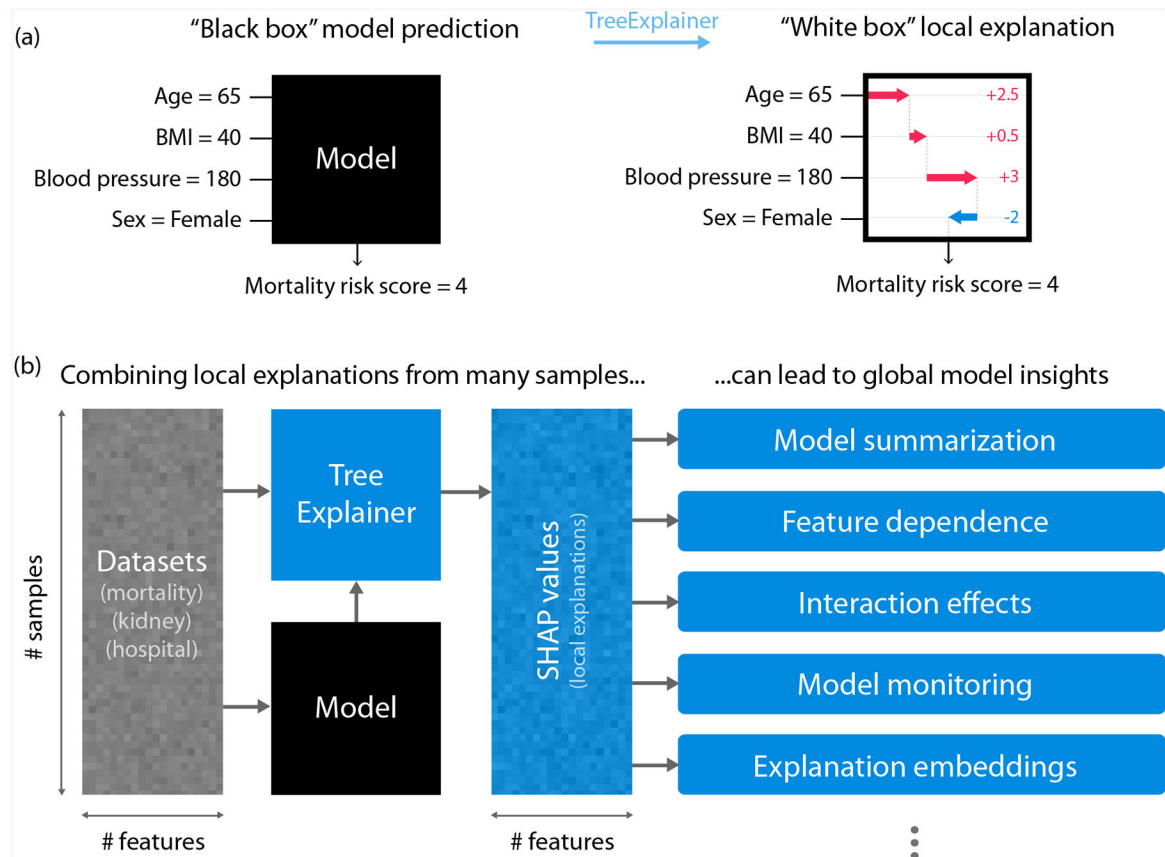 (a)
“Black box” model prediction
TreeExplainer
“White box” local explanation
Age = 65
BMI = 40
Blood pressure = 180
Sex = Female
Model
Mortality risk score = 4
Age = 65
BMI = 40
Blood pressure = 180
Sex = Female
+2.5
+0.5
+3
-2
Mortality risk score = 4
(b)
Combining local explanations from many samples...
...can lead to global model insights
# samples
Datasets
(mortality)
(kidney)
(hospital)
# features
Tree
Explainer
Model
SHAP values
(local explanations)
# features
Model summarization
Feature dependence
Interaction effects
Model monitoring
Explanation embeddings